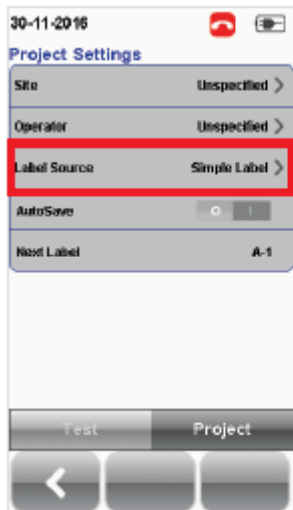 30-11-2016
Project Settings
Site Unspecified >
Operator Unspecified >
Label Source Simple Label >
AutoSave O I
Next Label A-1
Test Project